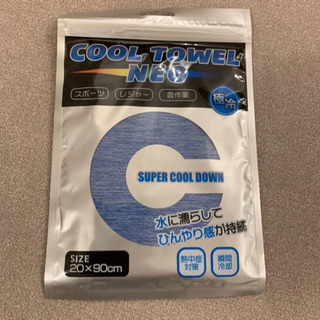 COOL TOWEL
NEO
スポーツ レジャー 農作業
極冷
SUPER COOL DOWN
水に濡らして
ひんやり感が持続
SIZE
20×90cm
熱中症
対策
瞬間
冷却